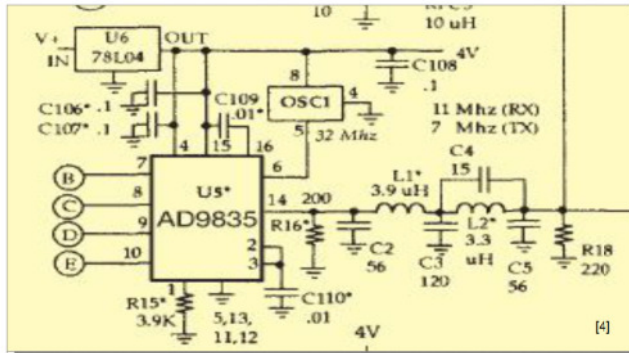 10
10 uH
V+
U6
78L04
OUT
IN
4V
C108
.1
8
OSC1
4
5
32 Mhz
11 Mhz (RX)
7 Mhz (TX)
C106* .1
C107* .1
C109
.01*
4
15
16
7
B
8
C
9
D
10
E
U5*
AD9835
6
14
200
R16*
2
3
1
R15*
3.9K
5,13,
11,12
C110*
.01
L1*
3.9 uH
C4
15
L2*
3.3
uH
C2
56
C3
120
C5
56
R18
220
4V
[4]